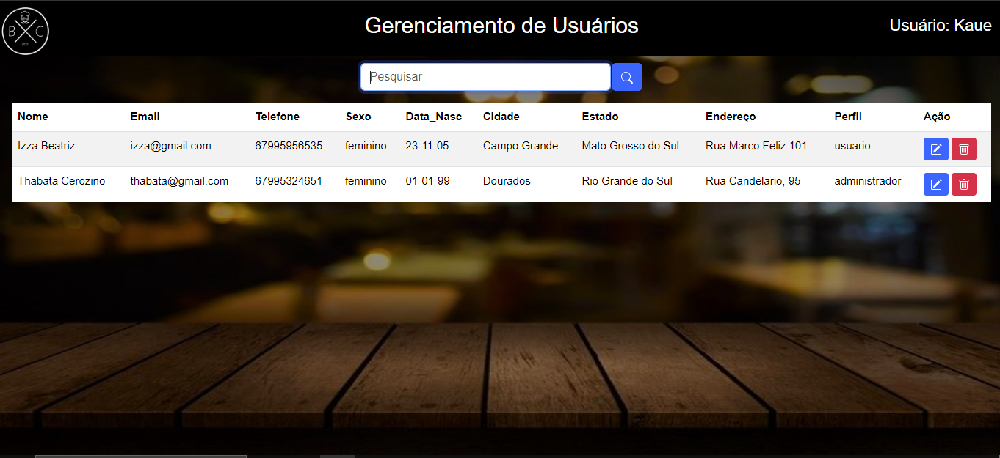 B C
2023
Gerenciamento de Usuários
Usuário: Kaue
Pesquisar
Nome Email Telefone Sexo Data_Nasc Cidade Estado Endereço Perfil Ação
Izza Beatriz izza@gmail.com 67995956535 feminino 23-11-05 Campo Grande Mato Grosso do Sul Rua Marco Feliz 101 usuario
Thabata Cerozino thabata@gmail.com 67995324651 feminino 01-01-99 Dourados Rio Grande do Sul Rua Candelario, 95 administrador